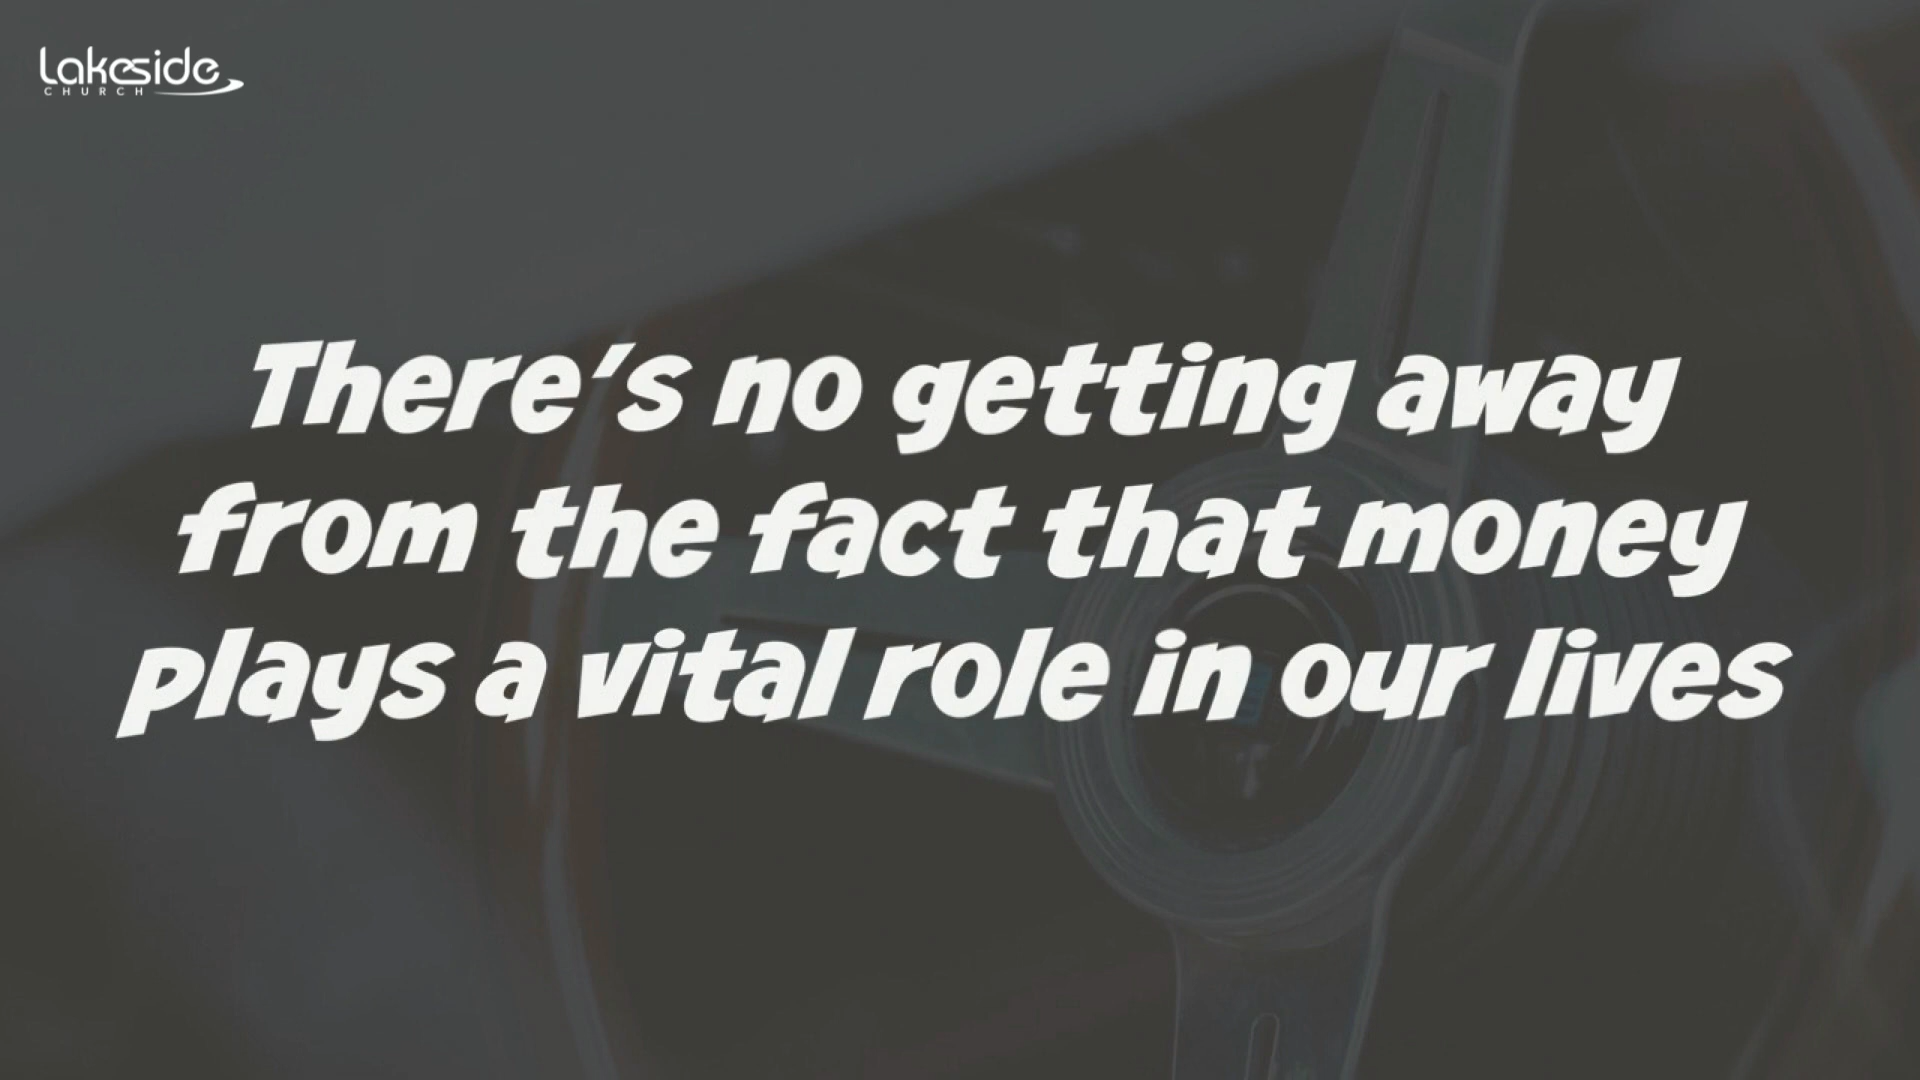 Lakeside
CHURCH
There's no getting away
from the fact that money
plays a vital role in our lives